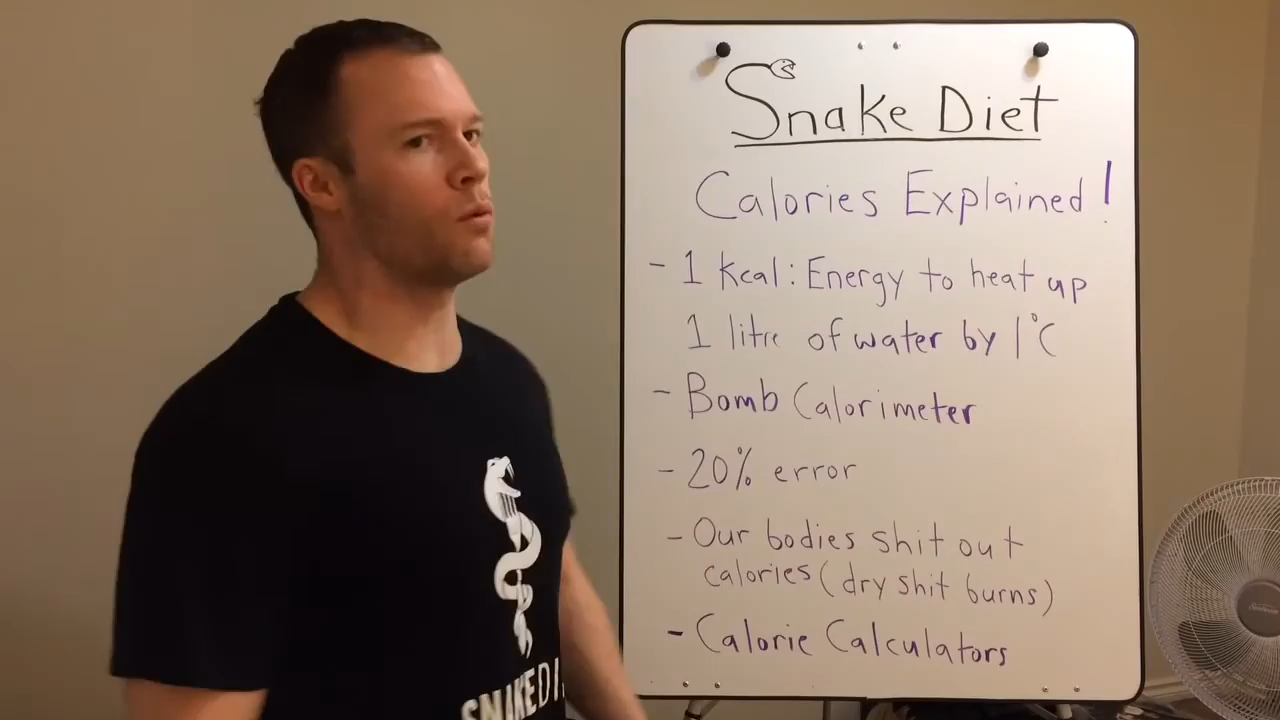 Snake Diet
Calories Explained!
- 1 Kcal: Energy to heat up
1 litre of water by 1°C
- Bomb Calorimeter
- 20% error
- Our bodies shit out
calories (dry shit burns)
- Calorie Calculators
SNAKE